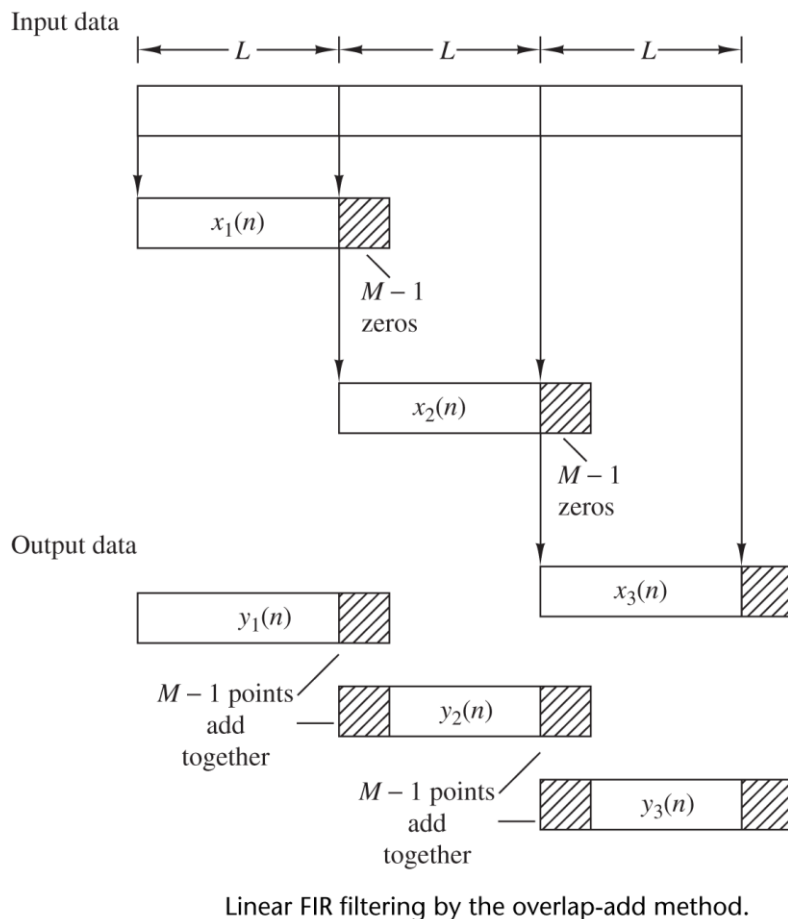 Input data
L L L
x₁(n)
M – 1
zeros
x₂(n)
M – 1
zeros
Output data
x₃(n)
y₁(n)
M – 1 points
add
together
y₂(n)
M – 1 points
add
together
y₃(n)
Linear FIR filtering by the overlap-add method.